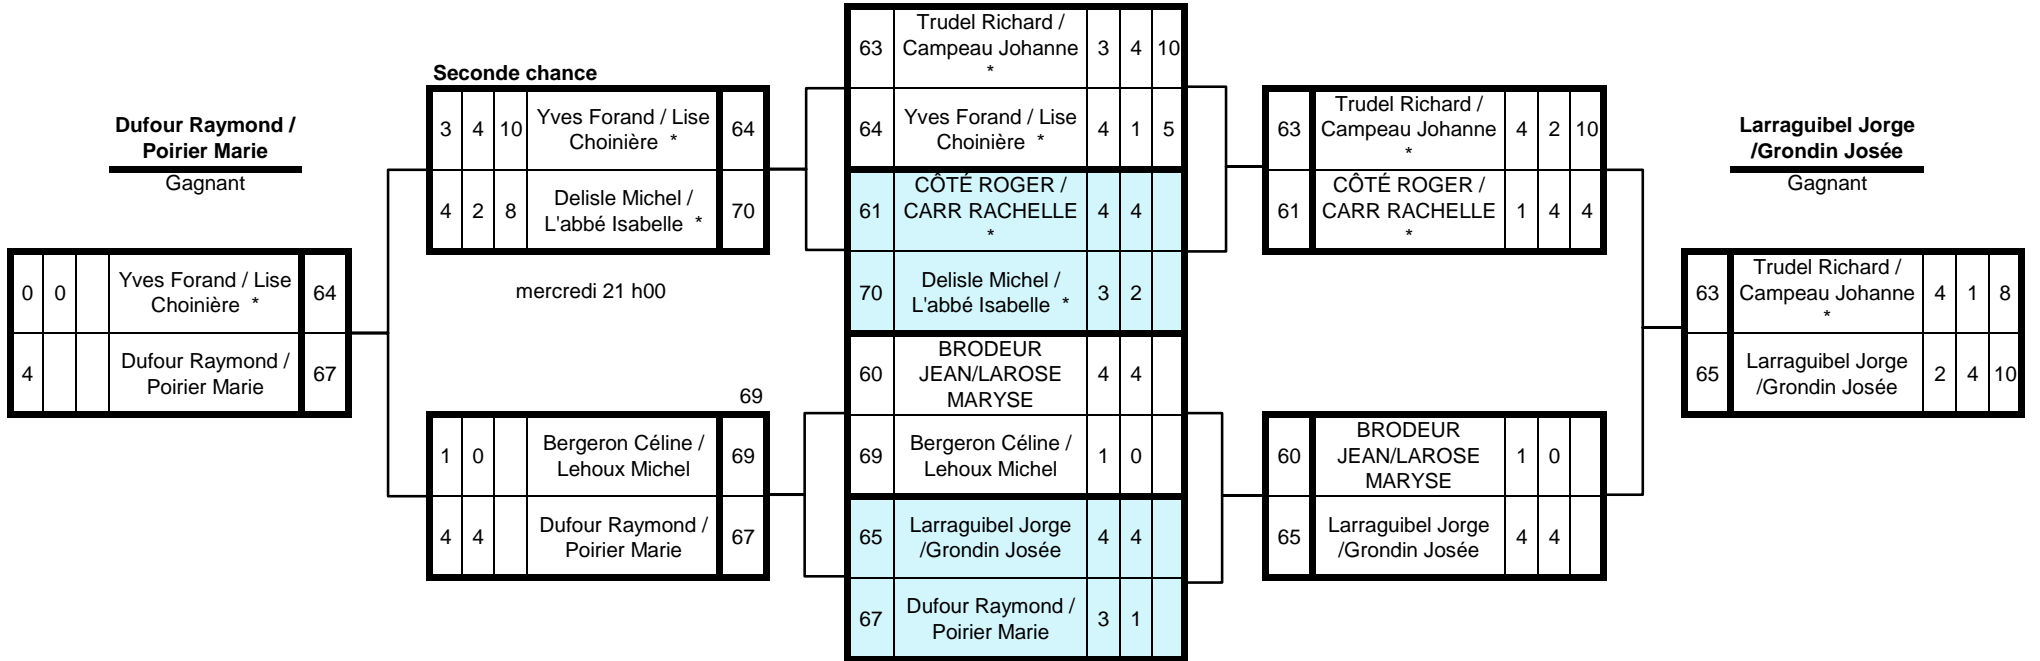 Dufour Raymond /
Poirier Marie
Gagnant
0 0 Yves Forand / Lise Choinière * 64
4 Dufour Raymond / Poirier Marie 67
Seconde chance
3 4 10 Yves Forand / Lise Choinière * 64
4 2 8 Delisle Michel / L'abbé Isabelle * 70
mercredi 21 h00
69
1 0 Bergeron Céline / Lehoux Michel 69
4 4 Dufour Raymond / Poirier Marie 67
63 Trudel Richard / Campeau Johanne * 3 4 10
64 Yves Forand / Lise Choinière * 4 1 5
61 CÔTÉ ROGER / CARR RACHELLE * 4 4
70 Delisle Michel / L'abbé Isabelle * 3 2
60 BRODEUR JEAN/LAROSE MARYSE 4 4
69 Bergeron Céline / Lehoux Michel 1 0
65 Larraguibel Jorge /Grondin Josée 4 4
67 Dufour Raymond / Poirier Marie 3 1
63 Trudel Richard / Campeau Johanne * 4 2 10
61 CÔTÉ ROGER / CARR RACHELLE * 1 4 4
60 BRODEUR JEAN/LAROSE MARYSE 1 0
65 Larraguibel Jorge /Grondin Josée 4 4
Larraguibel Jorge
/Grondin Josée
Gagnant
63 Trudel Richard / Campeau Johanne * 4 1 8
65 Larraguibel Jorge /Grondin Josée 2 4 10